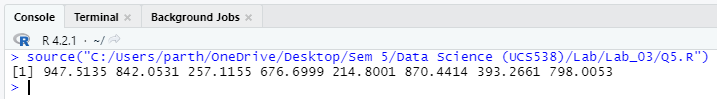 Console Terminal × Background Jobs ×
R 4.2.1 · ~/
> source("C:/Users/parth/OneDrive/Desktop/Sem 5/Data Science (UCS538)/Lab/Lab_03/Q5.R")
[1] 947.5135 842.0531 257.1155 676.6999 214.8001 870.4414 393.2661 798.0053
>